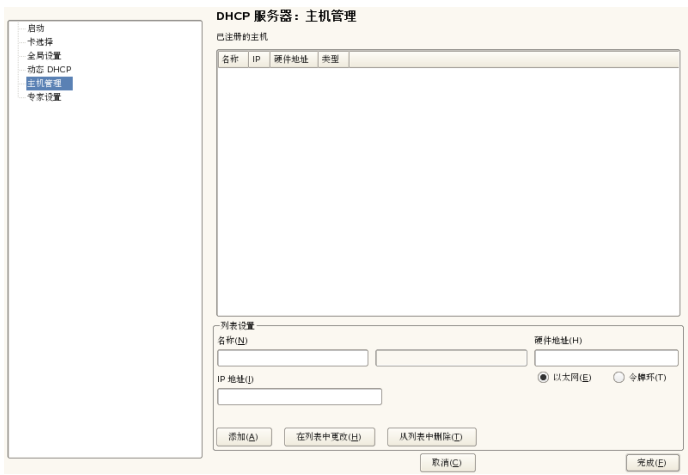 启动
卡选择
全局设置
动态 DHCP
主机管理
专家设置
DHCP 服务器：主机管理
已注册的主机
名称 IP 硬件地址 类型
列表设置
名称(N) 硬件地址(H)
以太网(E) 令牌环(T)
IP 地址(I)
添加(A) 在列表中更改(H) 从列表中删除(T)
取消(C) 完成(F)